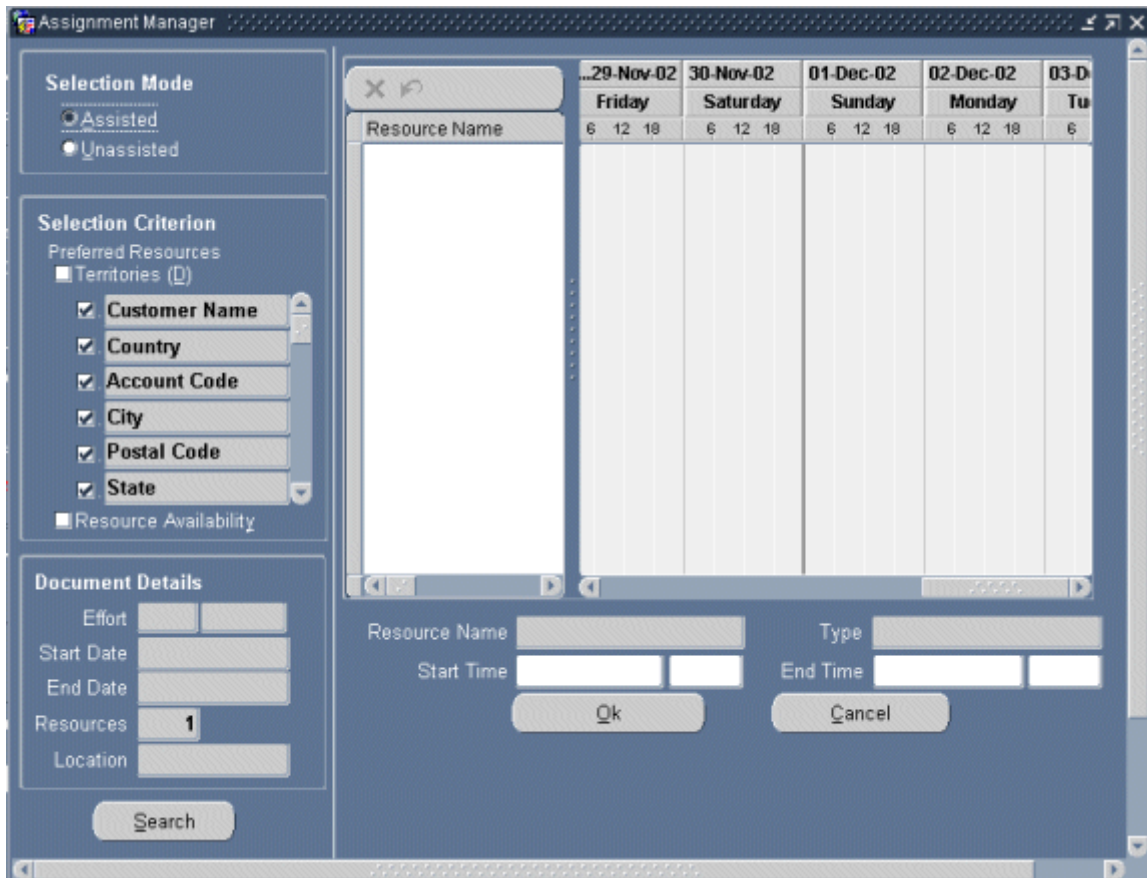 Assignment Manager
Selection Mode
Assisted
Unassisted
Selection Criterion
Preferred Resources
Territories (D)
Customer Name
Country
Account Code
City
Postal Code
State
Resource Availability
Document Details
Effort
Start Date
End Date
Resources 1
Location
Search
Resource Name
...29-Nov-02 30-Nov-02 01-Dec-02 02-Dec-02 03-D
Friday Saturday Sunday Monday Tu
6 12 18 6 12 18 6 12 18 6 12 18 6
Resource Name Type
Start Time End Time
Ok Cancel